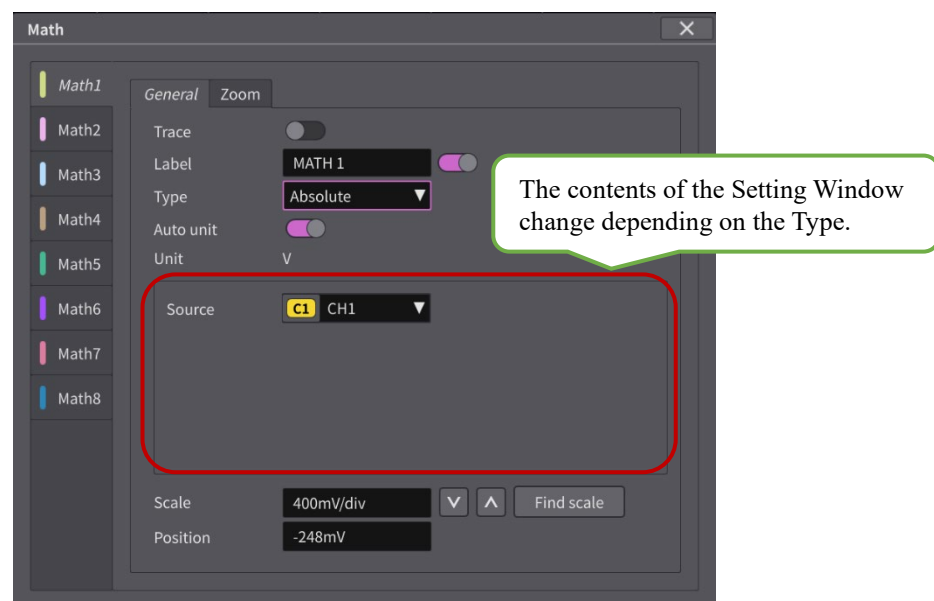 Math
Math1
Math2
Math3
Math4
Math5
Math6
Math7
Math8
General Zoom
Trace
Label MATH 1
Type Absolute
Auto unit
Unit V
The contents of the Setting Window
change depending on the Type.
Source C1 CH1
Scale 400mV/div Find scale
Position -248mV